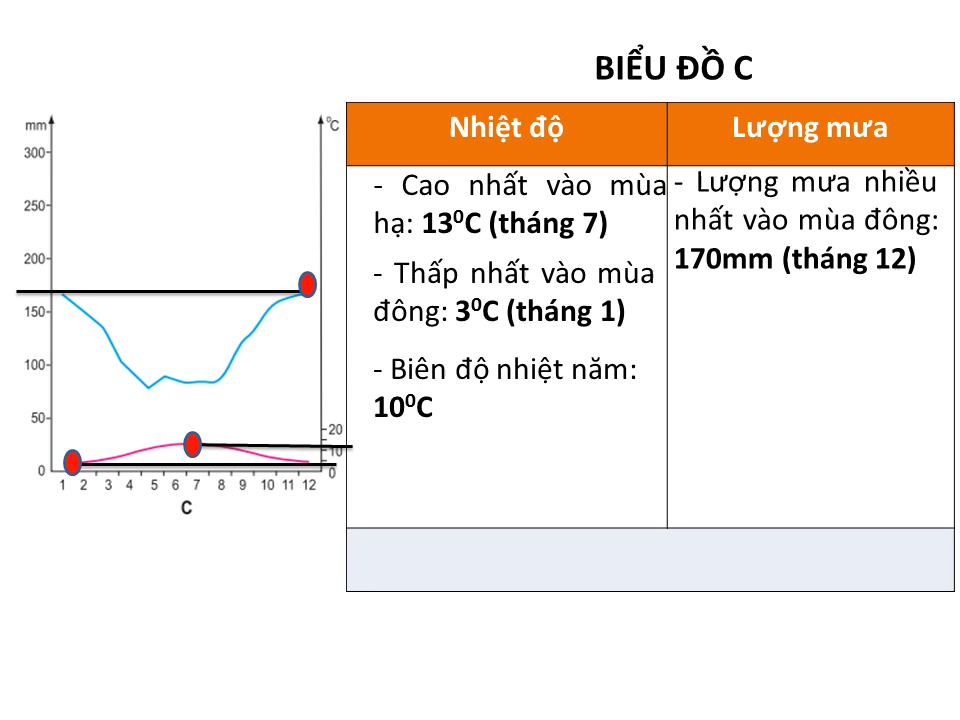 BIỂU ĐỒ C
mm
⁰C
300
250
200
150
100
50
0
20
10
0
1 2 3 4 5 6 7 8 9 10 11 12
C
Nhiệt độ
Lượng mưa
- Cao nhất vào mùa
hạ: 13⁰C (tháng 7)
- Thấp nhất vào mùa
đông: 3⁰C (tháng 1)
- Biên độ nhiệt năm:
10⁰C
- Lượng mưa nhiều
nhất vào mùa đông:
170mm (tháng 12)